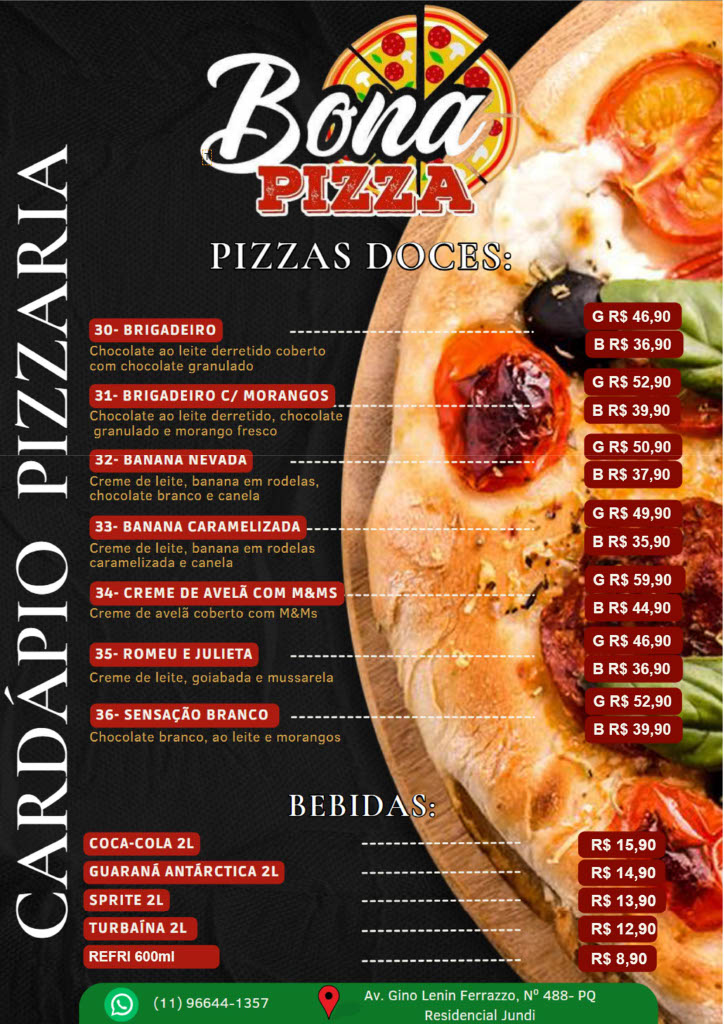 Bona
PIZZA
CARDÁPIO PIZZARIA
PIZZAS DOCES:
30- BRIGADEIRO
G R$ 46,90
B R$ 36,90
Chocolate ao leite derretido coberto
com chocolate granulado
31- BRIGADEIRO C/ MORANGOS
G R$ 52,90
B R$ 39,90
Chocolate ao leite derretido, chocolate
granulado e morango fresco
32- BANANA NEVADA
G R$ 50,90
B R$ 37,90
Creme de leite, banana em rodelas,
chocolate branco e canela
33- BANANA CARAMELIZADA
G R$ 49,90
B R$ 35,90
Creme de leite, banana em rodelas
caramelizada e canela
34- CREME DE AVELÃ COM M&MS
G R$ 59,90
B R$ 44,90
Creme de avelã coberto com M&Ms
35- ROMEU E JULIETA
G R$ 46,90
B R$ 36,90
Creme de leite, goiabada e mussarela
36- SENSAÇÃO BRANCO
G R$ 52,90
B R$ 39,90
Chocolate branco, ao leite e morangos
BEBIDAS:
COCA-COLA 2L R$ 15,90
GUARANÁ ANTÁRCTICA 2L R$ 14,90
SPRITE 2L R$ 13,90
TURBAÍNA 2L R$ 12,90
REFRI 600ml R$ 8,90
(11) 96644-1357
Av. Gino Lenin Ferrazzo, Nº 488- PQ
Residencial Jundi